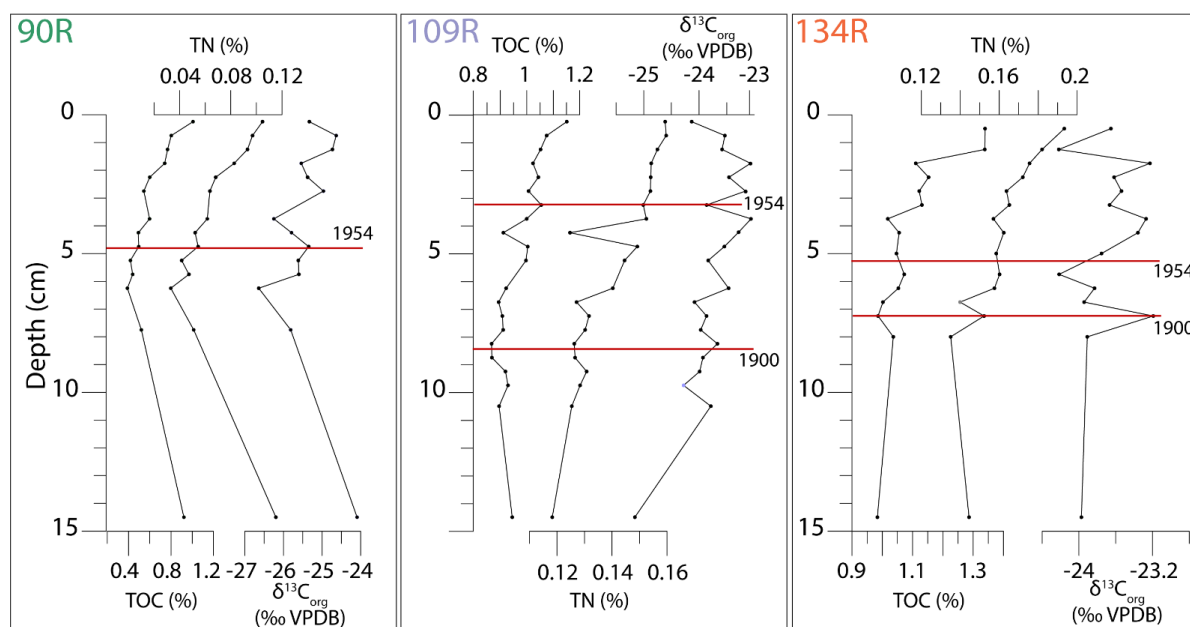 90R
TN (%)
0.04 0.08 0.12
0
5
10
15
Depth (cm)
1954
0.4 0.8 1.2
TOC (%)
-27 -26 -25 -24
δ¹³Corg
(‰ VPDB)
109R
TOC (%)
0.8 1 1.2
δ¹³Corg
(‰ VPDB)
-25 -24 -23
1954
1900
0.12 0.14 0.16
TN (%)
134R
TN (%)
0.12 0.16 0.2
0
5
10
15
1954
1900
0.9 1.1 1.3
TOC (%)
-24 -23.2
δ¹³Corg
(‰ VPDB)